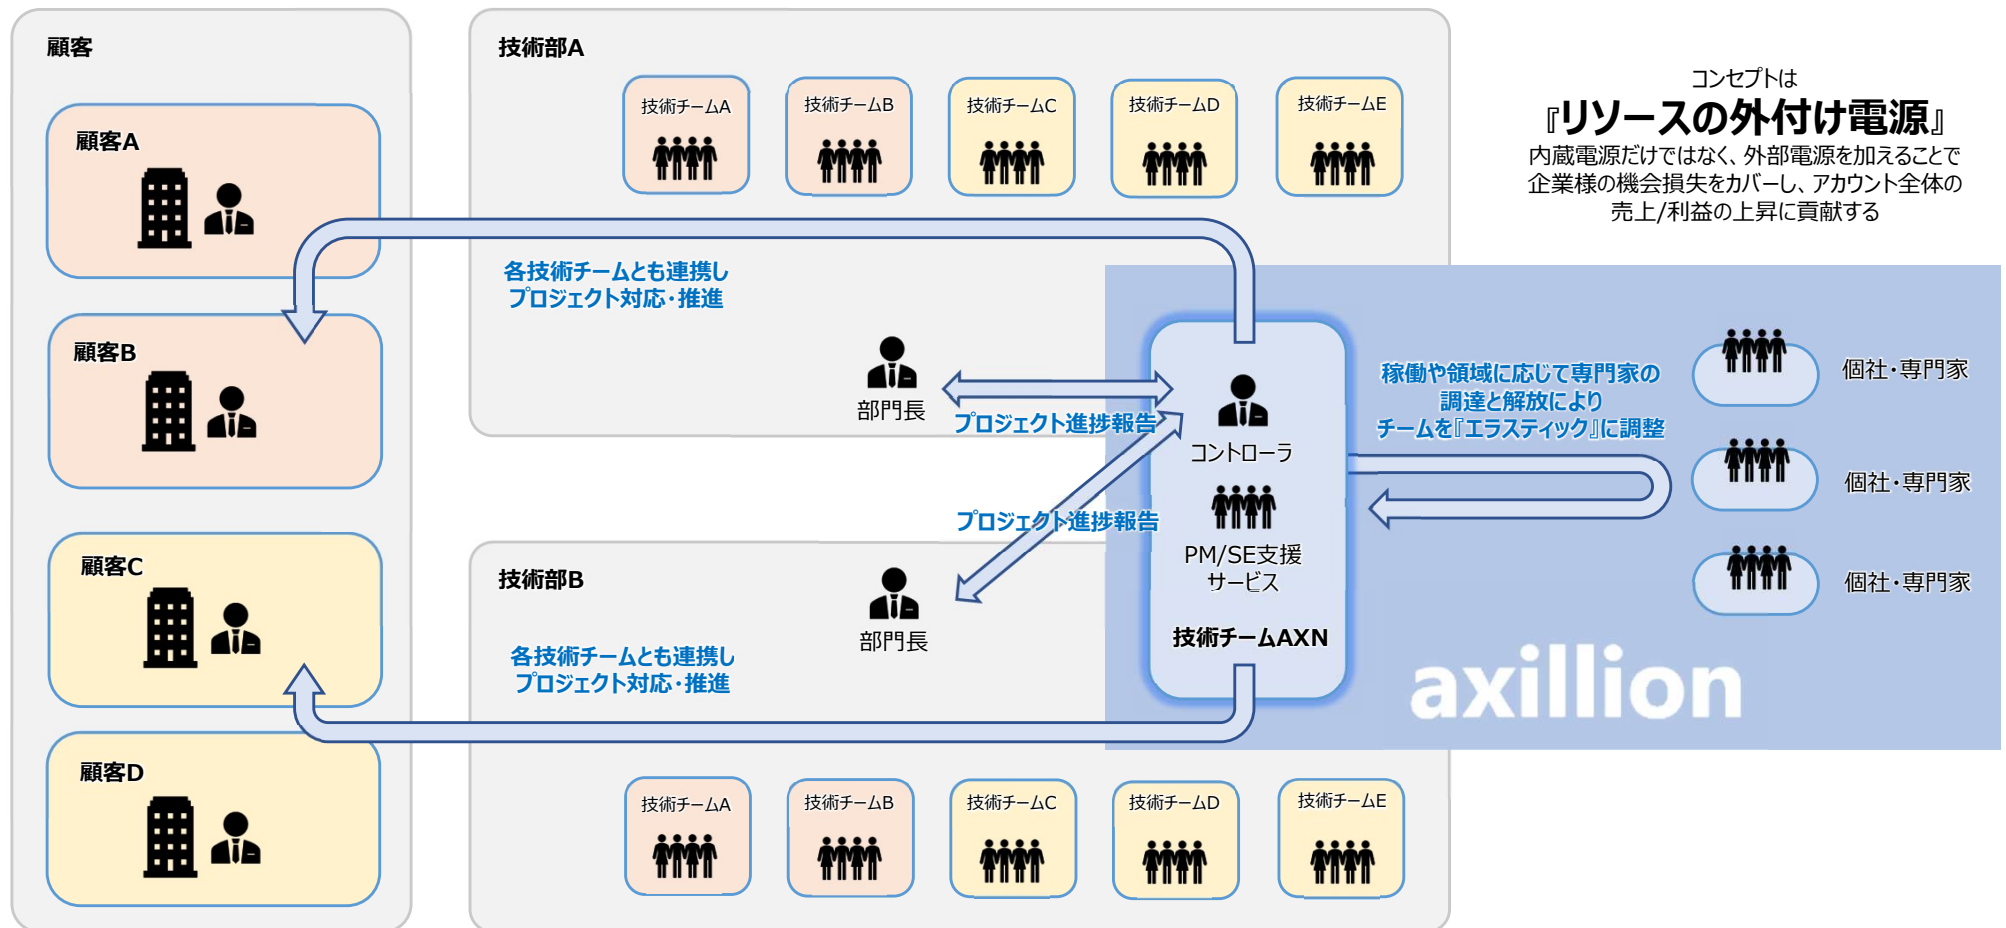 顧客
顧客A
顧客B
顧客C
顧客D
技術部A
技術チームA
技術チームB
技術チームC
技術チームD
技術チームE
各技術チームとも連携し
プロジェクト対応・推進
部門長
プロジェクト進捗報告
プロジェクト進捗報告
技術部B
部門長
各技術チームとも連携し
プロジェクト対応・推進
技術チームA
技術チームB
技術チームC
技術チームD
技術チームE
コントローラ
PM/SE支援
サービス
技術チームAXN
コンセプトは
『リソースの外付け電源』
内蔵電源だけではなく、外部電源を加えることで
企業様の機会損失をカバーし、アカウント全体の
売上/利益の上昇に貢献する
稼働や領域に応じて専門家の
調達と解放により
チームを『エラスティック』に調整
個社・専門家
個社・専門家
個社・専門家
axillion